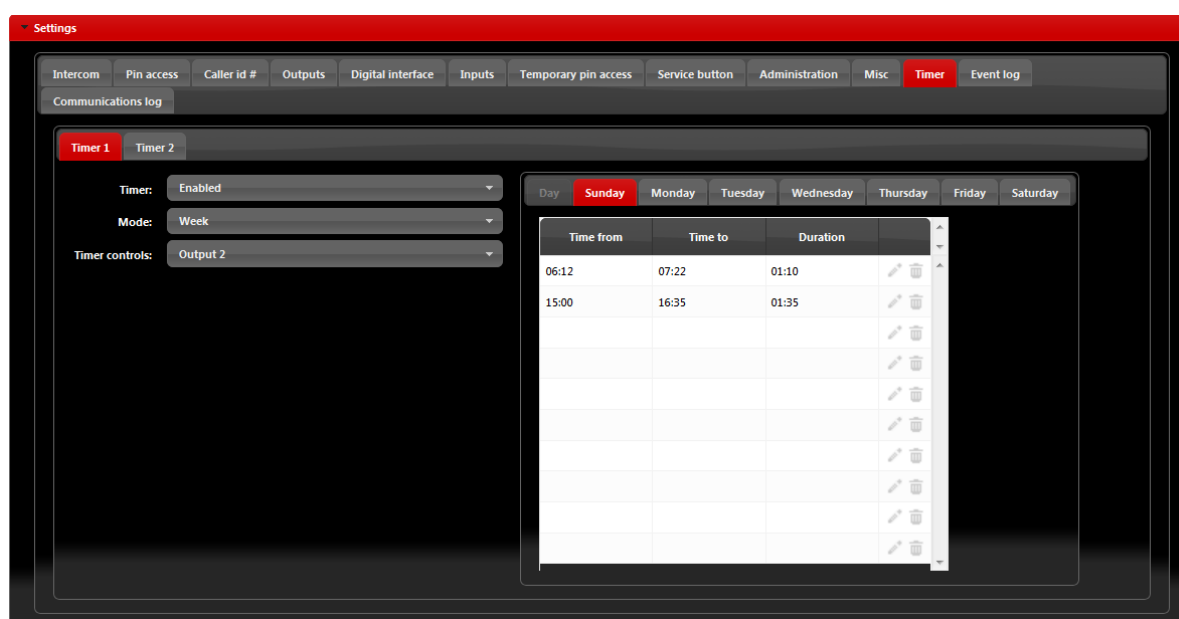 Settings
Intercom Pin access Caller id # Outputs Digital interface Inputs Temporary pin access Service button Administration Misc Timer Event log
Communications log
Timer 1 Timer 2
Timer: Enabled
Mode: Week
Timer controls: Output 2
Day Sunday Monday Tuesday Wednesday Thursday Friday Saturday
Time from Time to Duration
06:12 07:22 01:10
15:00 16:35 01:35